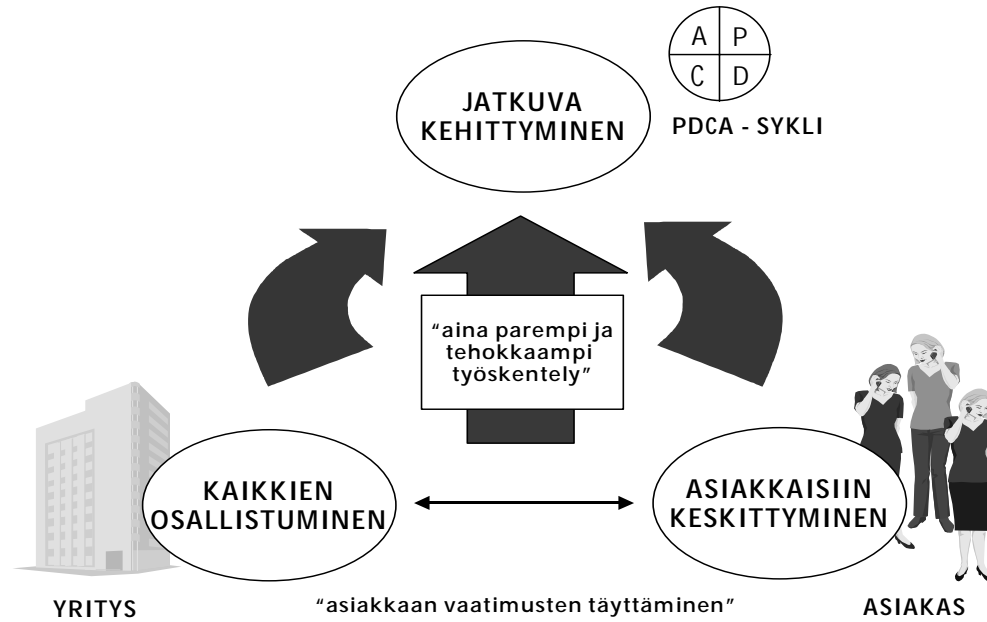 A P
C D
PDCA - SYKLI
JATKUVA
KEHITTYMINEN
“aina parempi ja
tehokkaampi
työskentely”
KAIKKIEN
OSALLISTUMINEN
ASIAKKAISIIN
KESKITTYMINEN
YRITYS
“asiakkaan vaatimusten täyttäminen”
ASIAKAS